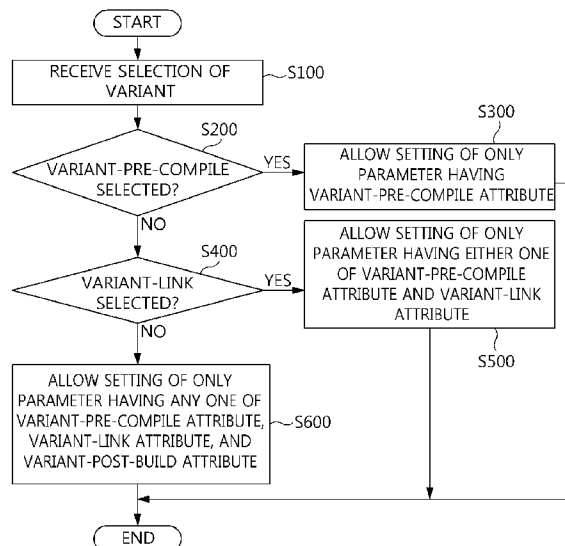 START
RECEIVE SELECTION OF
VARIANT
S100
S200
VARIANT-PRE-COMPILE
SELECTED?
YES
NO
S300
ALLOW SETTING OF ONLY
PARAMETER HAVING
VARIANT-PRE-COMPILE ATTRIBUTE
S400
VARIANT-LINK
SELECTED?
YES
NO
ALLOW SETTING OF ONLY
PARAMETER HAVING EITHER ONE
OF VARIANT-PRE-COMPILE
ATTRIBUTE AND VARIANT-LINK
ATTRIBUTE
S500
ALLOW SETTING OF ONLY
PARAMETER HAVING ANY ONE OF
VARIANT-PRE-COMPILE ATTRIBUTE,
VARIANT-LINK ATTRIBUTE, AND
VARIANT-POST-BUILD ATTRIBUTE
S600
END